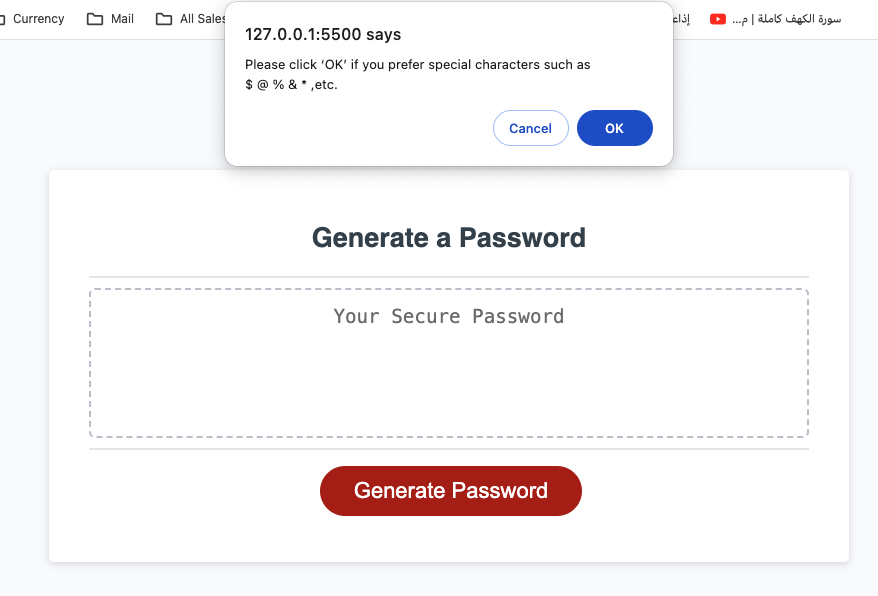 Currency
Mail
All Sales
إذاء
سورة الكهف كاملة | م...
127.0.0.1:5500 says
Please click ‘OK’ if you prefer special characters such as
$ @ % & * ,etc.
Cancel
OK
Generate a Password
Your Secure Password
Generate Password